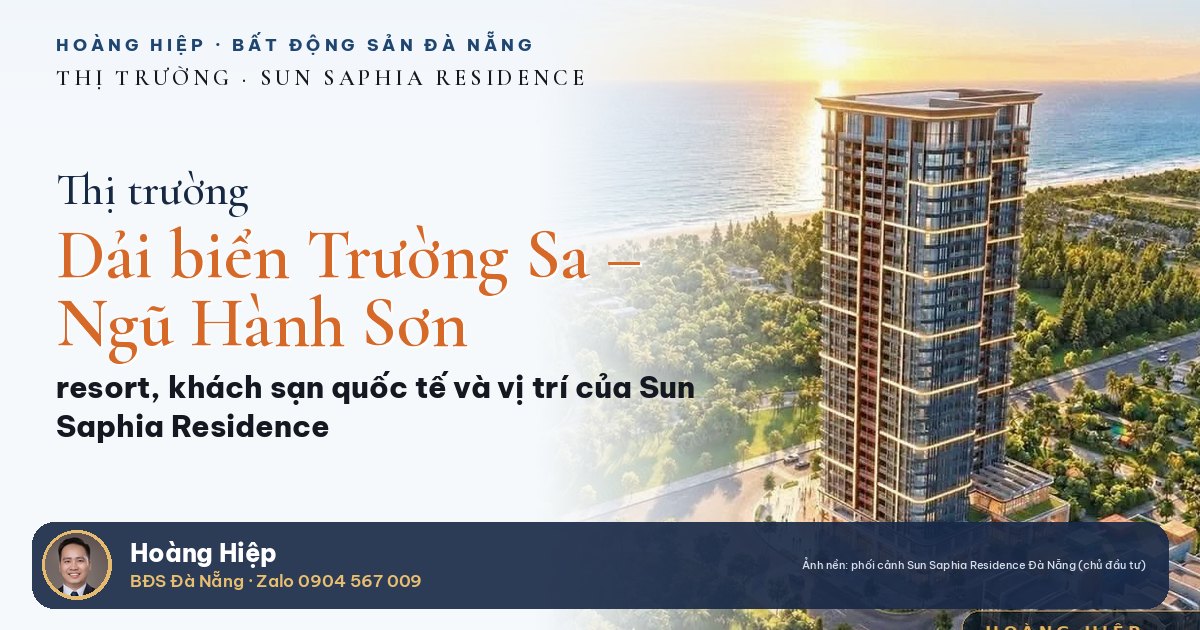 HOÀNG HIỆP · BẤT ĐỘNG SẢN ĐÀ NẴNG
THỊ TRƯỜNG · SUN SAPHIA RESIDENCE
Thị trường
Dải biển Trường Sa –
Ngũ Hành Sơn
resort, khách sạn quốc tế và vị trí của Sun
Saphia Residence
Hoàng Hiệp
BĐS Đà Nẵng · Zalo 0904 567 009
Ảnh nền: phối cảnh Sun Saphia Residence Đà Nẵng (chủ đầu tư)
HOÀNG HIỆP